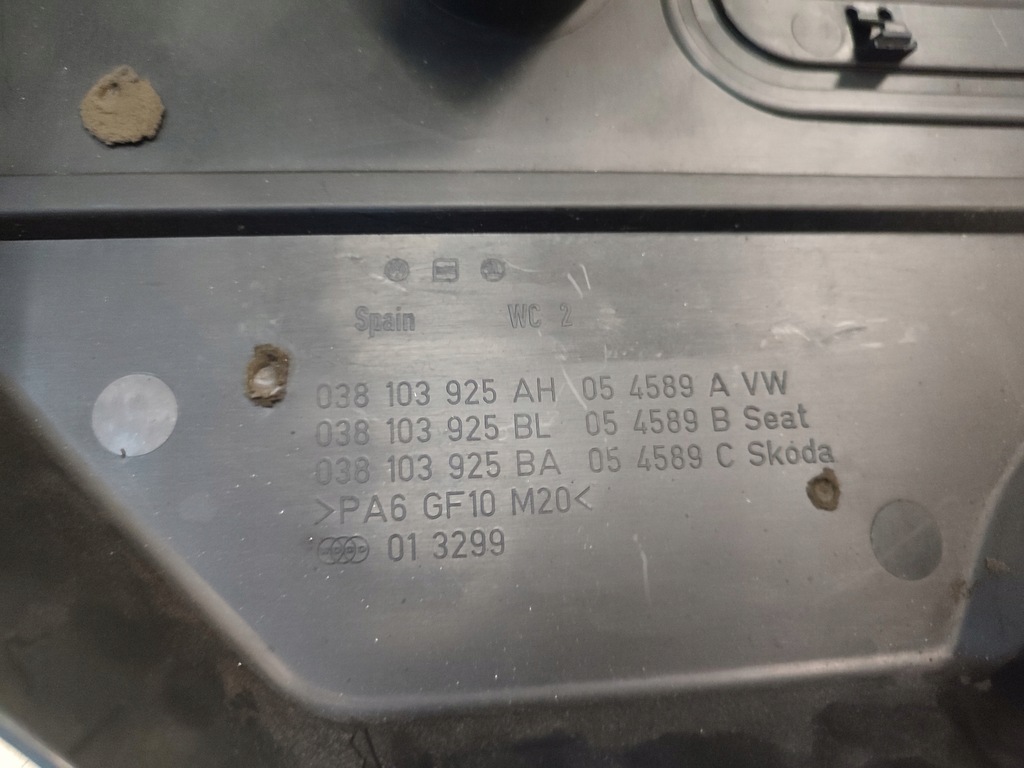 Spain WC 2
038 103 925 AH 05 4589 A VW
038 103 925 BL 05 4589 B Seat
038 103 925 BA 05 4589 C Skoda
>PA6 GF10 M20<
01 3299